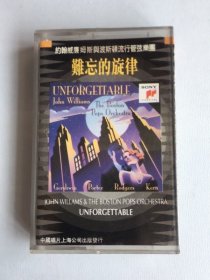 約翰威廉姆斯與波斯頓流行管弦樂團
難忘的旋律
UNFORGETTABLE
John Williams
The Boston
Pops Orchestra
SONY
Gershwin Porter Rodgers Kern
JOHN WILLAMS & THE BOSTON POPS ORCHESTRA
UNFORGETTABLE
中國唱片上海公司出版發行